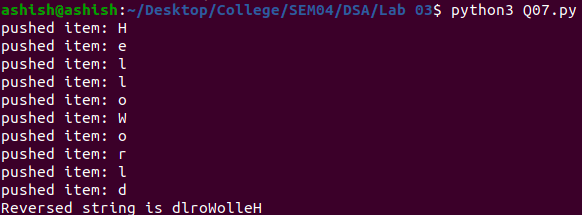 ashish@ashish:~/Desktop/College/SEM04/DSA/Lab 03$ python3 Q07.py
pushed item: H
pushed item: e
pushed item: l
pushed item: l
pushed item: o
pushed item: W
pushed item: o
pushed item: r
pushed item: l
pushed item: d
Reversed string is dlroWolleH